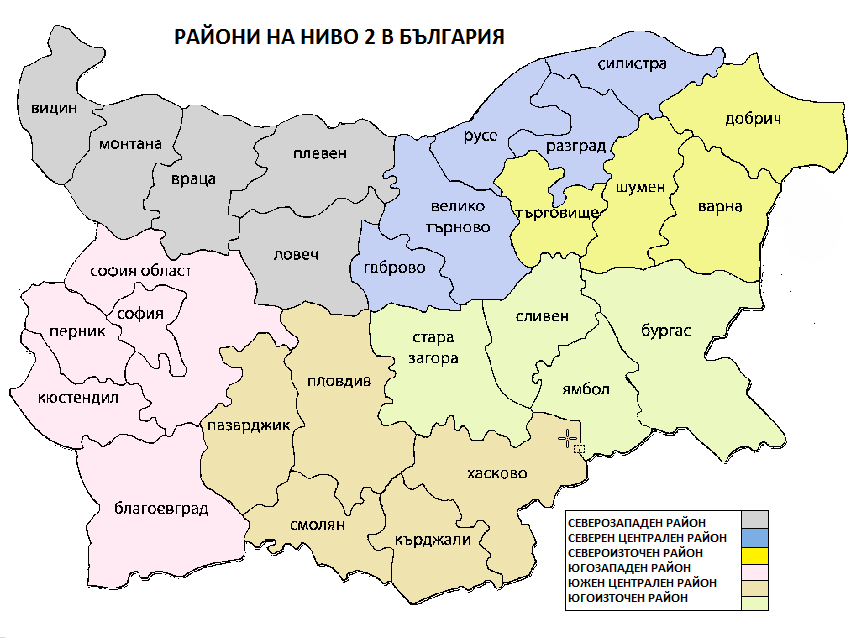 РАЙОНИ НА НИВО 2 В БЪЛГАРИЯ
силистра
видин
добрич
русе
монтана
разград
плевен
враца
шумен
велико
търново
търговище
варна
ловеч
габрово
софия област
софия
сливен
перник
бургас
стара
загора
пловдив
ямбол
кюстендил
пазарджик
хасково
благоевград
смолян
кърджали
СЕВЕРОЗАПАДЕН РАЙОН
СЕВЕРЕН ЦЕНТРАЛЕН РАЙОН
СЕВЕРОИЗТОЧЕН РАЙОН
ЮГОЗАПАДЕН РАЙОН
ЮЖЕН ЦЕНТРАЛЕН РАЙОН
ЮГОИЗТОЧЕН РАЙОН